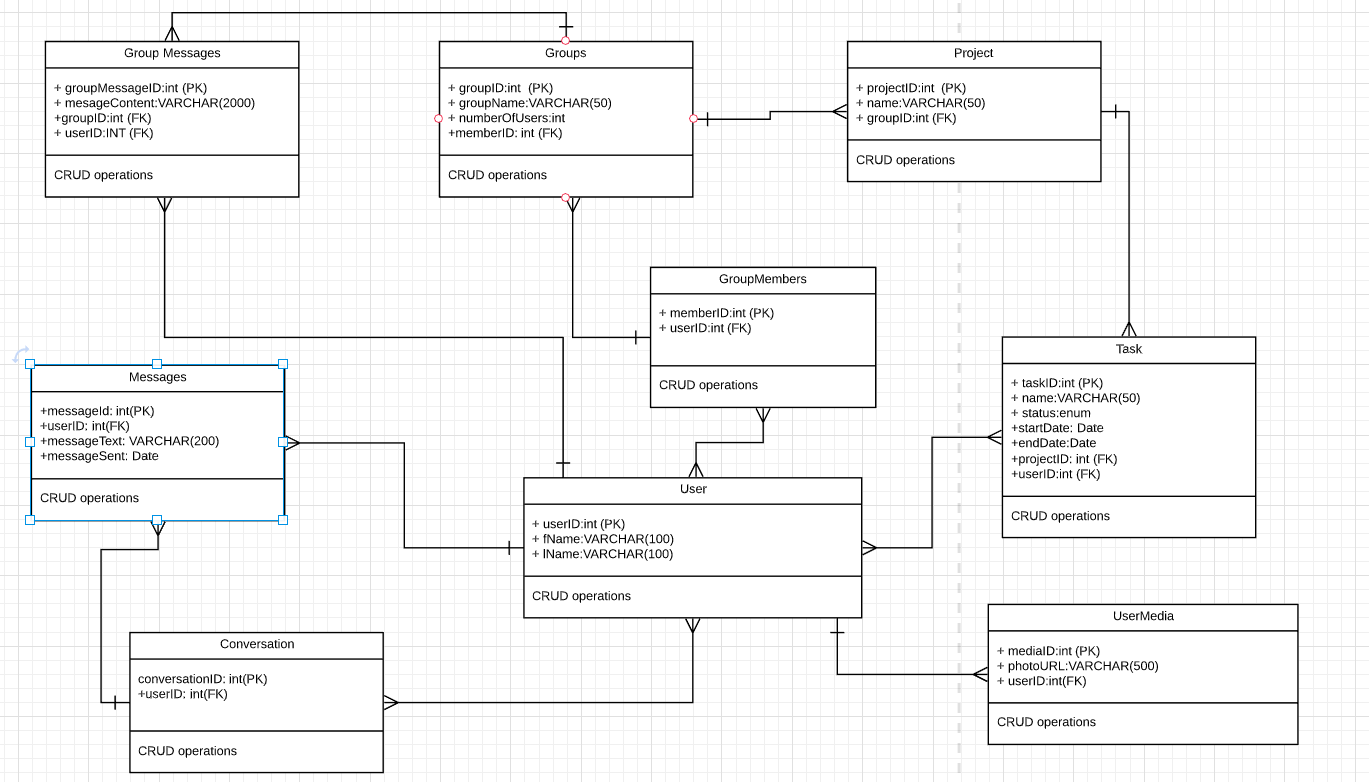 Group Messages
+ groupMessageID:int (PK)
+ mesageContent:VARCHAR(2000)
+groupID:int (FK)
+ userID:INT (FK)
CRUD operations
Groups
+ groupID:int  (PK)
+ groupName:VARCHAR(50)
+ numberOfUsers:int
+memberID: int (FK)
CRUD operations
Project
+ projectID:int  (PK)
+ name:VARCHAR(50)
+ groupID:int (FK)
CRUD operations
GroupMembers
+ memberID:int (PK)
+ userID:int (FK)
CRUD operations
Task
+ taskID:int (PK)
+ name:VARCHAR(50)
+ status:enum
+startDate: Date
+endDate:Date
+projectID: int (FK)
+userID:int (FK)
CRUD operations
Messages
+messageId: int(PK)
+userID: int(FK)
+messageText: VARCHAR(200)
+messageSent: Date
CRUD operations
User
+ userID:int (PK)
+ fName:VARCHAR(100)
+ lName:VARCHAR(100)
CRUD operations
Conversation
conversationID: int(PK)
+userID: int(FK)
CRUD operations
UserMedia
+ mediaID:int (PK)
+ photoURL:VARCHAR(500)
+ userID:int(FK)
CRUD operations